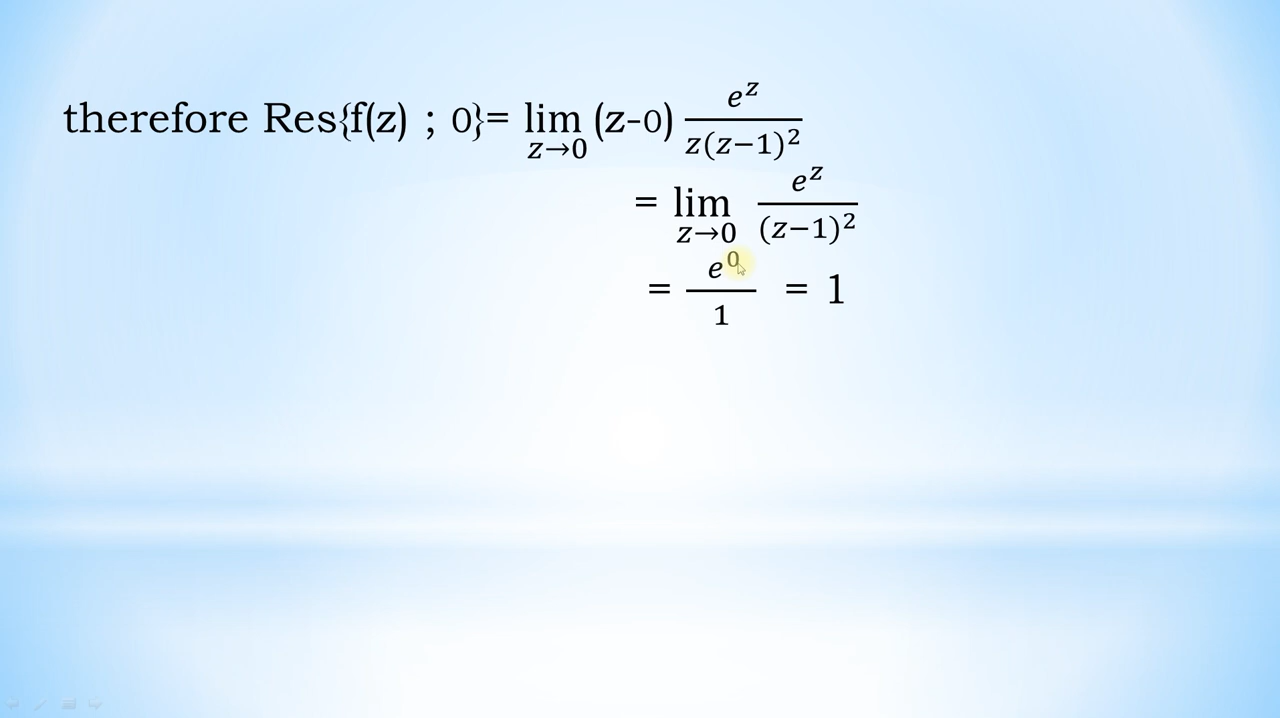 therefore Res{f(z) ; 0}= lim z→0 (z-0) e^z / z(z−1)^2
= lim z→0 e^z / (z−1)^2
= e^0 / 1 = 1